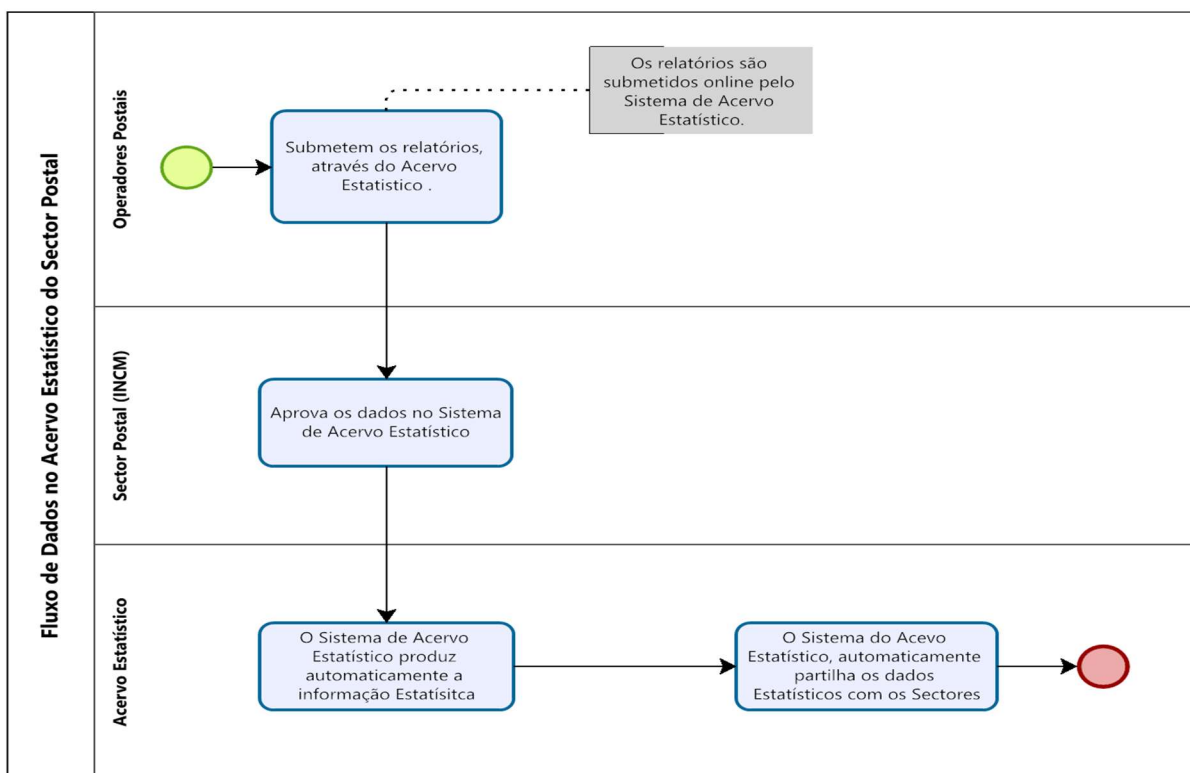 Fluxo de Dados no Acervo Estatístico do Sector Postal
Operadores Postais
Submetem os relatórios,
através do Acervo
Estatistico .
Os relatórios são
submetidos online pelo
Sistema de Acervo
Estatístico.
Sector Postal (INCM)
Aprova os dados no Sistema
de Acervo Estatístico
Acervo Estatístico
O Sistema de Acervo
Estatístico produz
automaticamente a
informação Estatísitca
O Sistema do Acevo
Estatístico, automaticamente
partilha os dados
Estatísticos com os Sectores